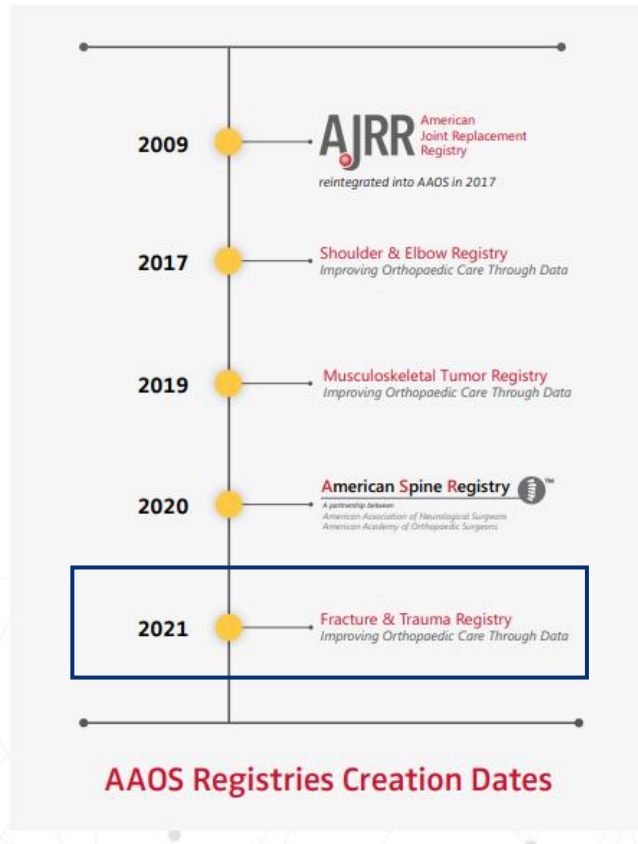 2009
AJRR
American
Joint Replacement
Registry
reintegrated into AAOS in 2017
2017
Shoulder & Elbow Registry
Improving Orthopaedic Care Through Data
2019
Musculoskeletal Tumor Registry
Improving Orthopaedic Care Through Data
2020
American Spine Registry ™
A partnership between
American Association of Neurological Surgeons
American Academy of Orthopaedic Surgeons
2021
Fracture & Trauma Registry
Improving Orthopaedic Care Through Data
AAOS Registries Creation Dates